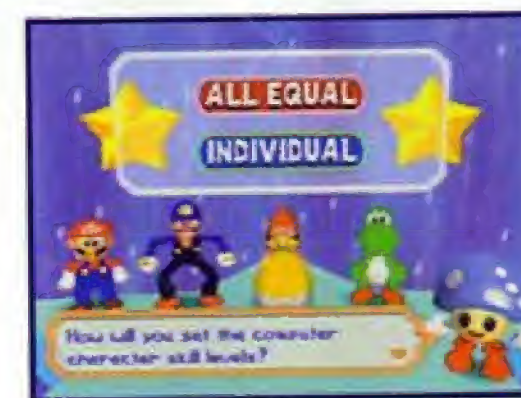 ALL EQUAL
INDIVIDUAL
How will you set the computer
character skill levels?